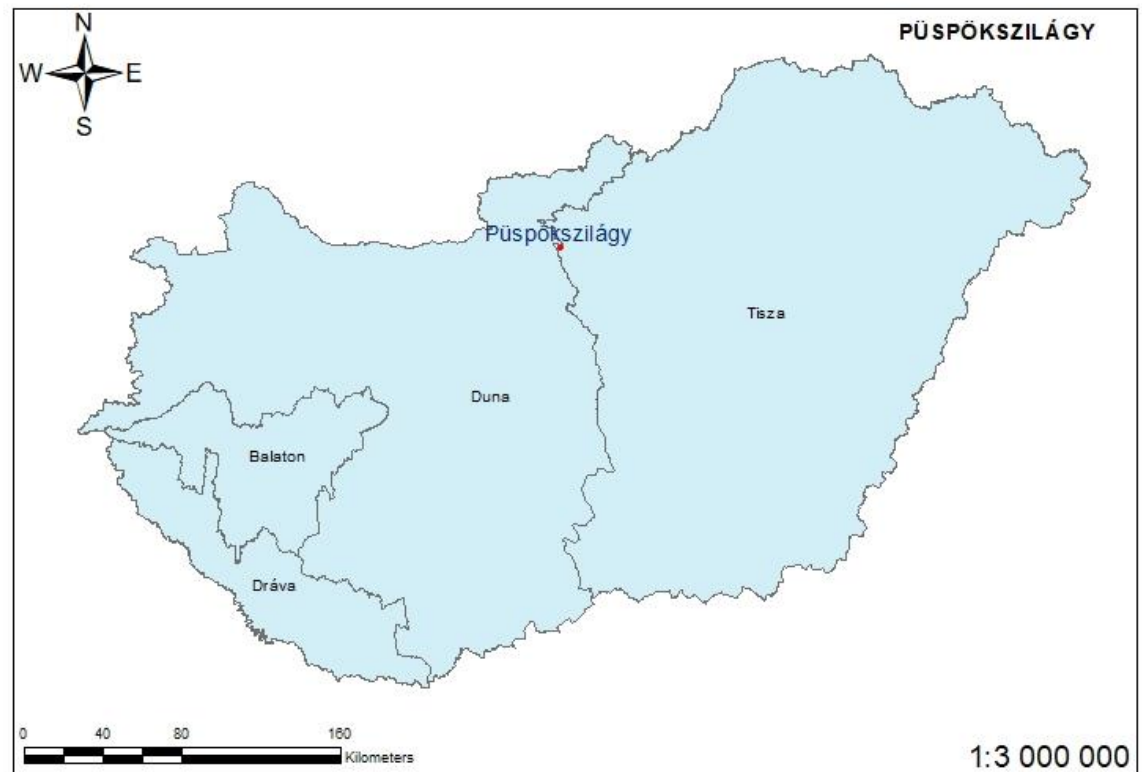 PÜSPÖKSZILÁGY
N
W E
S
Püspökszilágy
Tisza
Duna
Balaton
Dráva
0 40 80 160
Kilometers
1:3 000 000